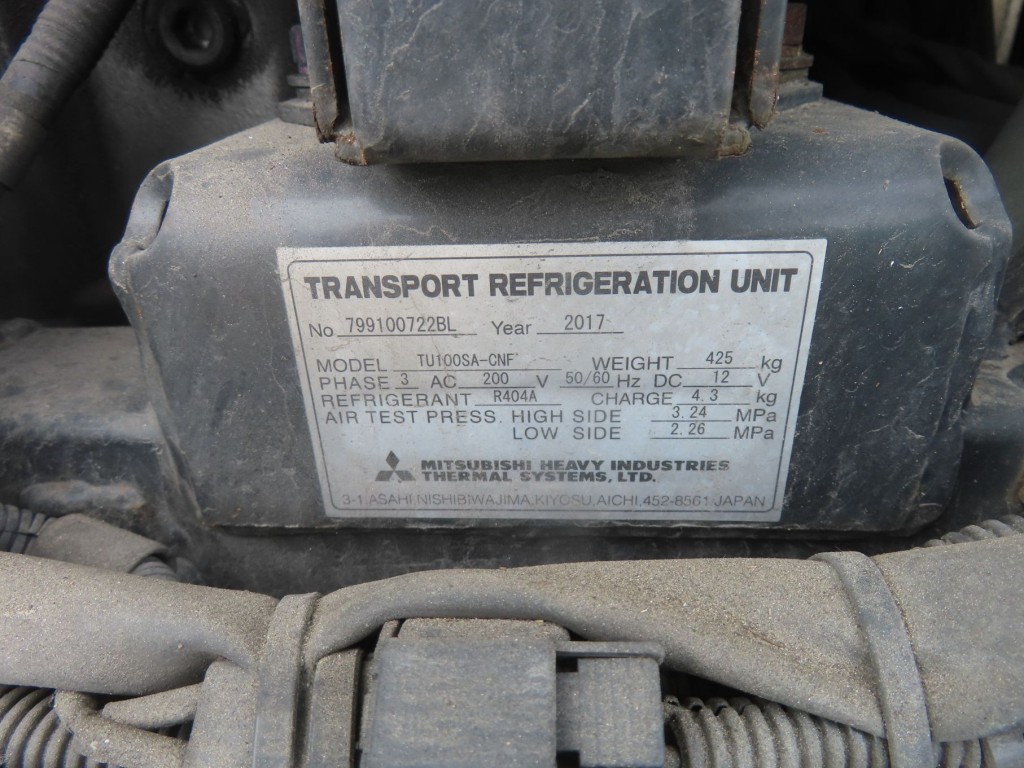 TRANSPORT REFRIGERATION UNIT
No 799100722BL Year 2017
MODEL TU100SA-CNF WEIGHT 425 kg
PHASE 3 AC 200 V 50/60 Hz DC 12 V
REFRIGERANT R404A CHARGE 4.3 kg
AIR TEST PRESS. HIGH SIDE 3.24 MPa
LOW SIDE 2.26 MPa
MITSUBISHI HEAVY INDUSTRIES
THERMAL SYSTEMS, LTD.
3-1,ASAHI,NISHIBIWAJIMA,KIYOSU,AICHI,452-8561,JAPAN